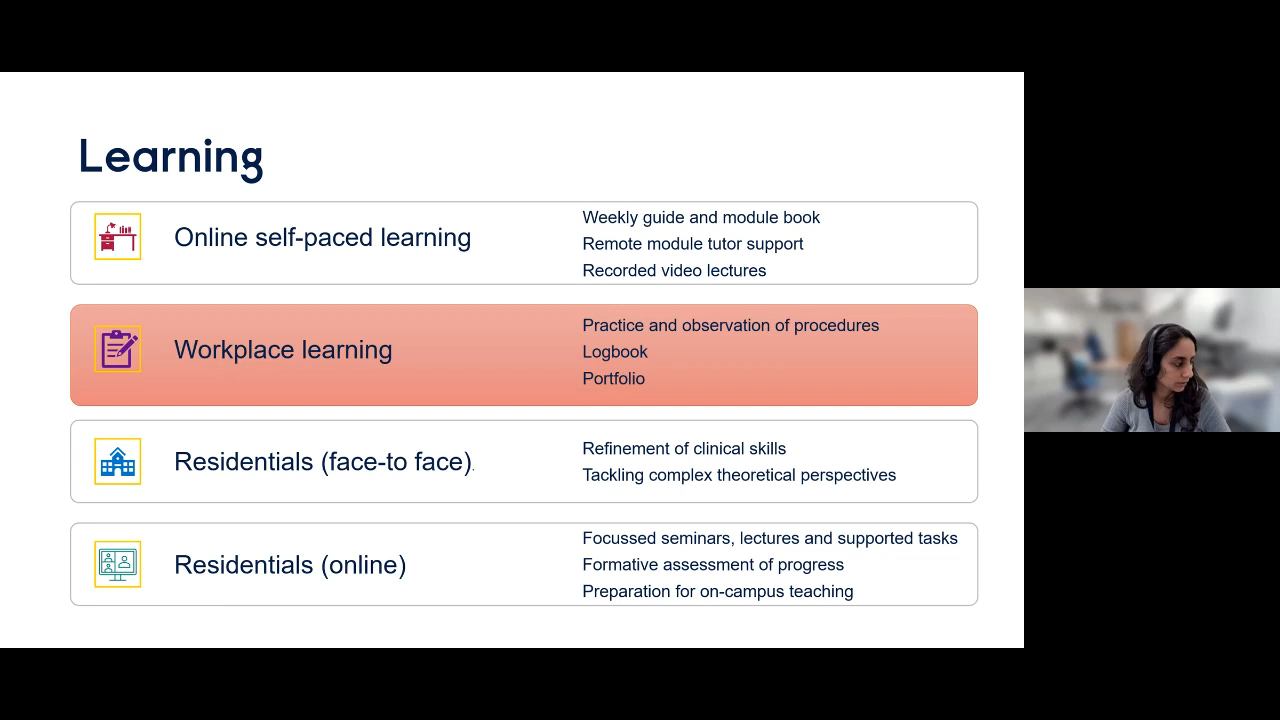 Learning
Online self-paced learning
Weekly guide and module book
Remote module tutor support
Recorded video lectures
Workplace learning
Practice and observation of procedures
Logbook
Portfolio
Residentials (face-to face).
Refinement of clinical skills
Tackling complex theoretical perspectives
Residentials (online)
Focussed seminars, lectures and supported tasks
Formative assessment of progress
Preparation for on-campus teaching